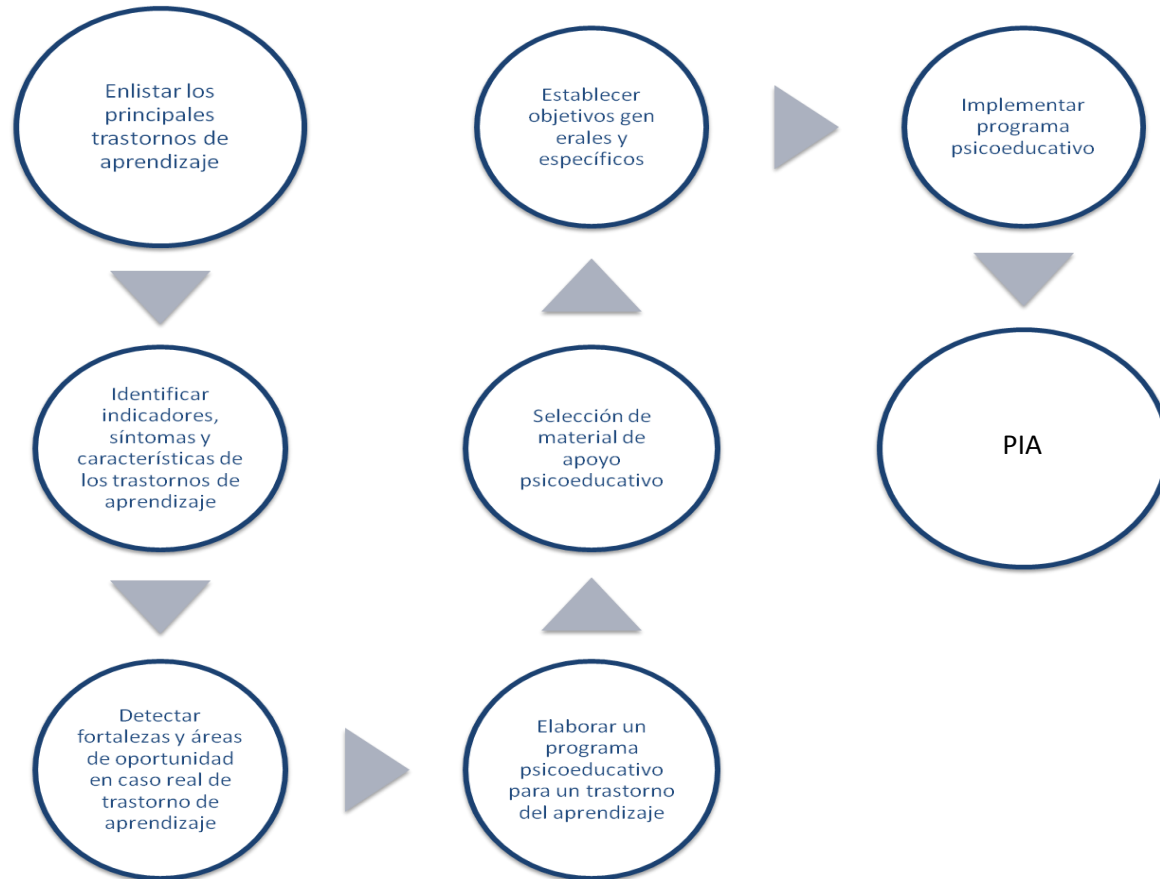 Enlistar los
principales
trastornos de
aprendizaje
Identificar
indicadores,
síntomas y
características de
los trastornos de
aprendizaje
Detectar
fortalezas y áreas
de oportunidad
en caso real de
trastorno de
aprendizaje
Elaborar un
programa
psicoeducativo
para un trastorno
del aprendizaje
Selección de
material de
apoyo
psicoeducativo
Establecer
objetivos gen
erales y
específicos
Implementar
programa
psicoeducativo
PIA